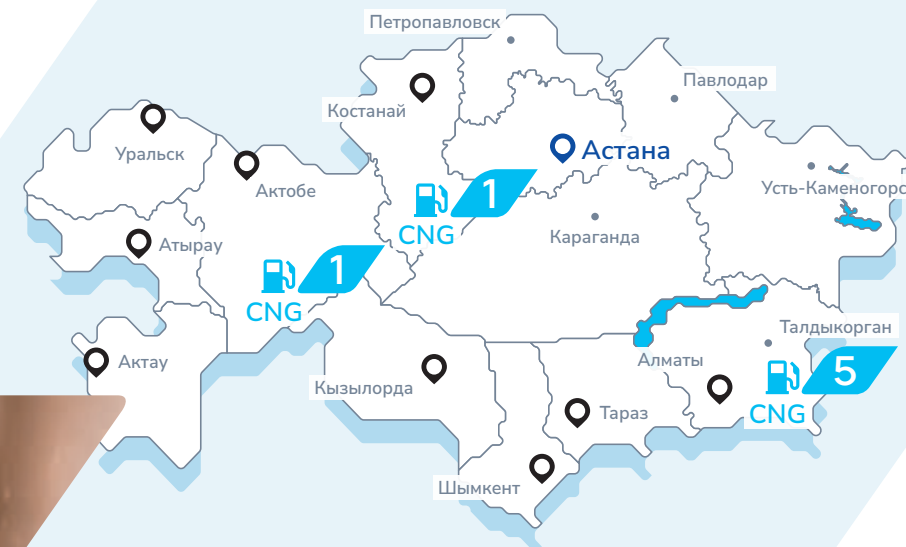 Петропавловск
Павлодар
Костанай
Астана
Уральск
Усть-Каменогорс
Актобе
1
CNG
Караганда
Атырау
1
CNG
Талдыкорган
Алматы
Актау
5
CNG
Кызылорда
Тараз
Шымкент